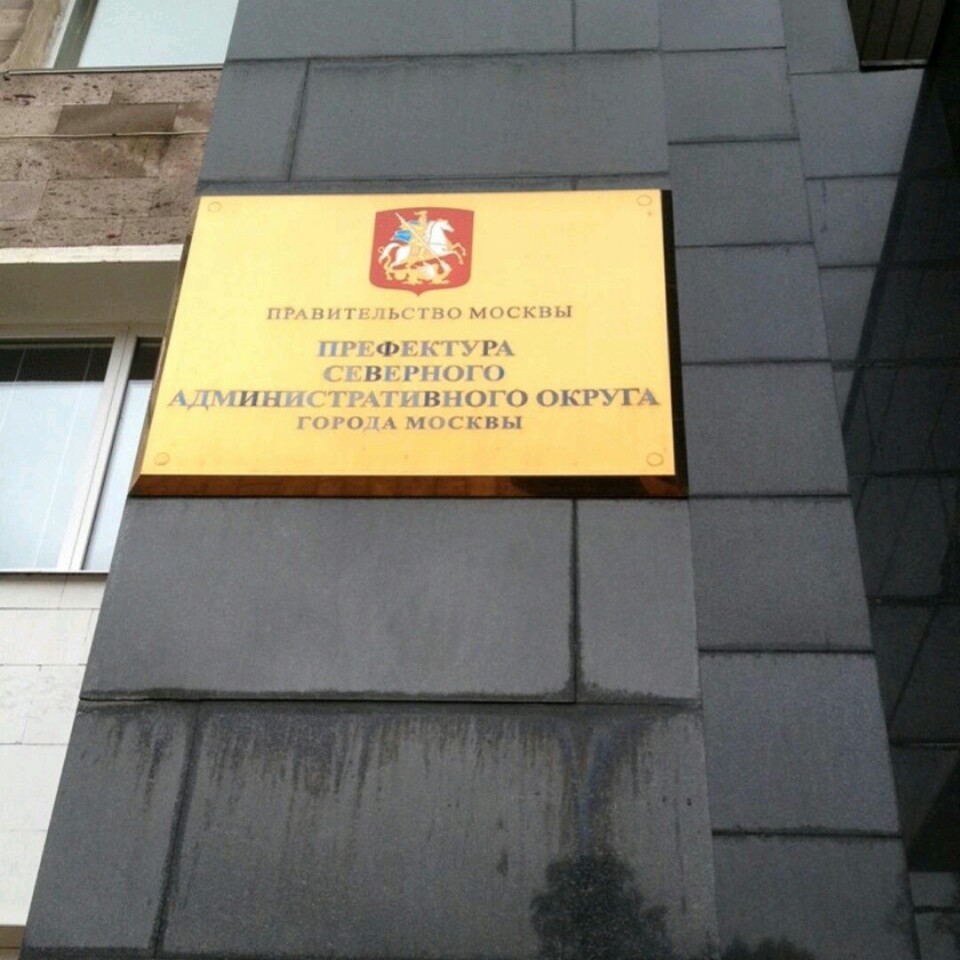 ПРАВИТЕЛЬСТВО МОСКВЫ
ПРЕФЕКТУРА
СЕВЕРНОГО
АДМИНИСТРАТИВНОГО ОКРУГА
ГОРОДА МОСКВЫ